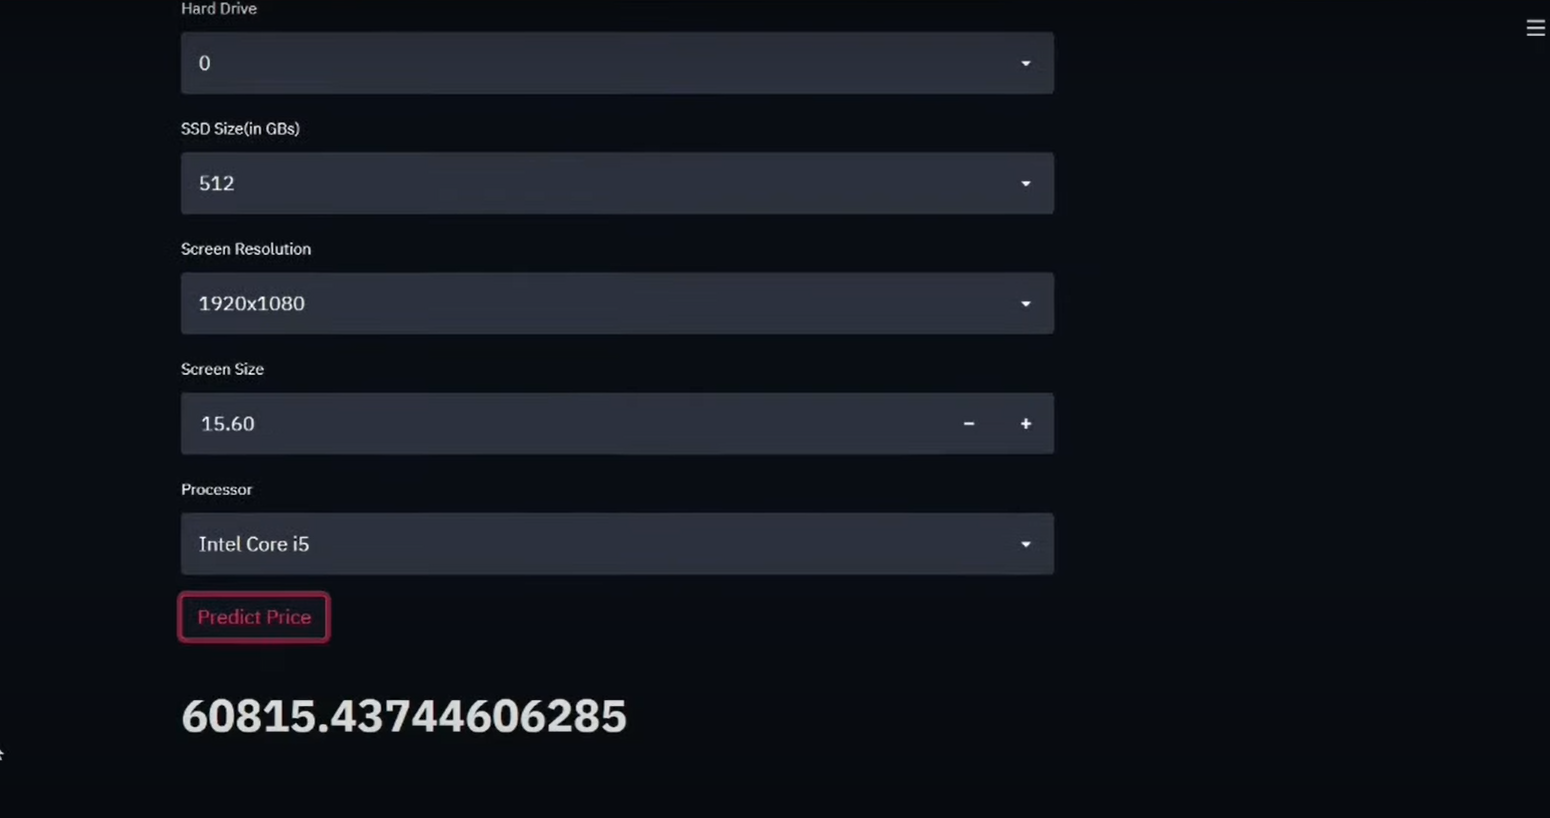 Hard Drive
0
SSD Size(in GBs)
512
Screen Resolution
1920x1080
Screen Size
15.60
Processor
Intel Core i5
Predict Price
60815.43744606285